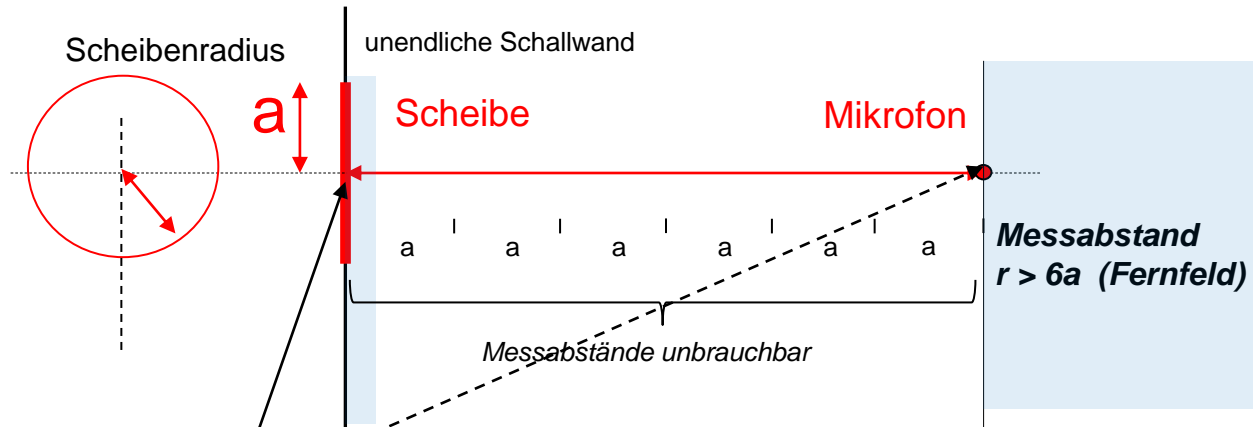 Scheibenradius
unendliche Schallwand
a
Scheibe
Mikrofon
a a a a a a
Messabstand
r > 6a (Fernfeld)
Messabstände unbrauchbar